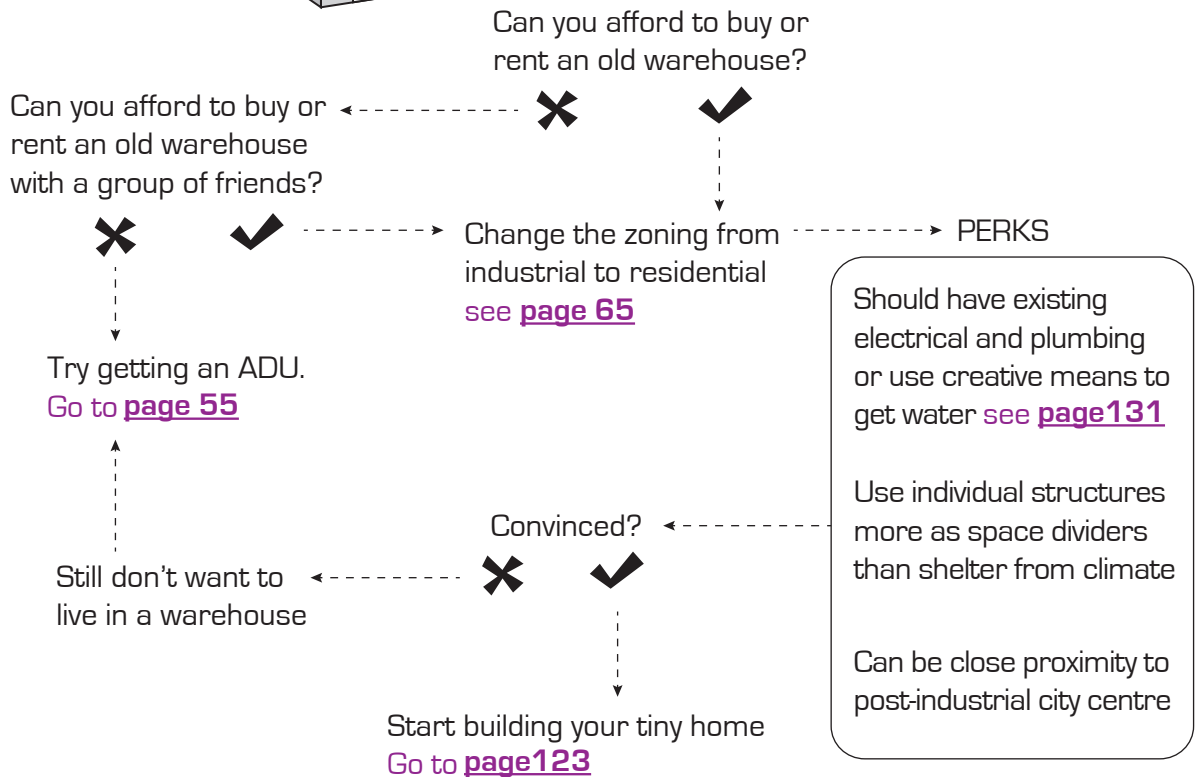 Can you afford to buy or
rent an old warehouse?
Can you afford to buy or
rent an old warehouse
with a group of friends?
Change the zoning from
industrial to residential
see page 65
PERKS
Should have existing
electrical and plumbing
or use creative means to
get water see page131
Use individual structures
more as space dividers
than shelter from climate
Can be close proximity to
post-industrial city centre
Try getting an ADU.
Go to page 55
Convinced?
Still don't want to
live in a warehouse
Start building your tiny home
Go to page123